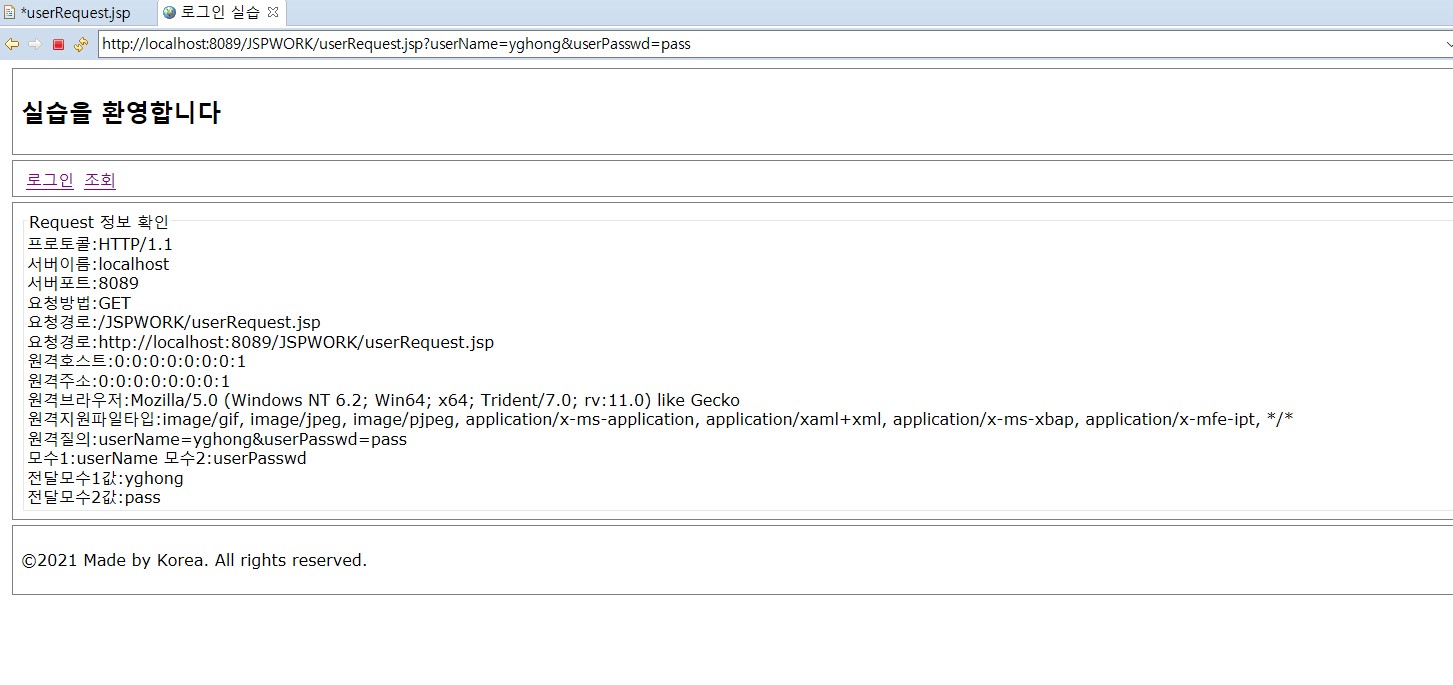 *userRequest.jsp 로그인 실습
http://localhost:8089/JSPWORK/userRequest.jsp?userName=yghong&userPasswd=pass
실습을 환영합니다
로그인 조회
Request 정보 확인
프로토콜:HTTP/1.1
서버이름:localhost
서버포트:8089
요청방법:GET
요청경로:/JSPWORK/userRequest.jsp
요청경로:http://localhost:8089/JSPWORK/userRequest.jsp
원격호스트:0:0:0:0:0:0:0:1
원격주소:0:0:0:0:0:0:0:1
원격브라우저:Mozilla/5.0 (Windows NT 6.2; Win64; x64; Trident/7.0; rv:11.0) like Gecko
원격지원파일타입:image/gif, image/jpeg, image/pjpeg, application/x-ms-application, application/xaml+xml, application/x-ms-xbap, application/x-mfe-ipt, */*
원격질의:userName=yghong&userPasswd=pass
모수1:userName 모수2:userPasswd
전달모수1값:yghong
전달모수2값:pass
©2021 Made by Korea. All rights reserved.